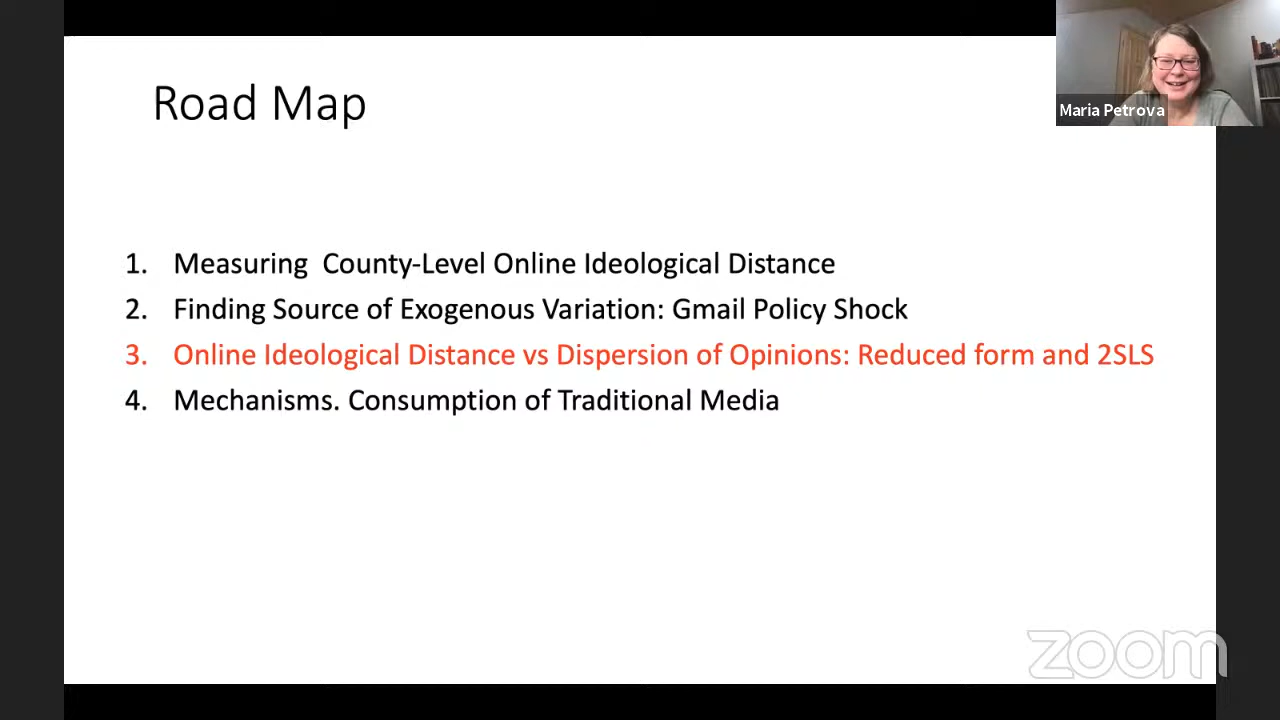 Road Map
Maria Petrova
1. Measuring County-Level Online Ideological Distance
2. Finding Source of Exogenous Variation: Gmail Policy Shock
3. Online Ideological Distance vs Dispersion of Opinions: Reduced form and 2SLS
4. Mechanisms. Consumption of Traditional Media
zoom